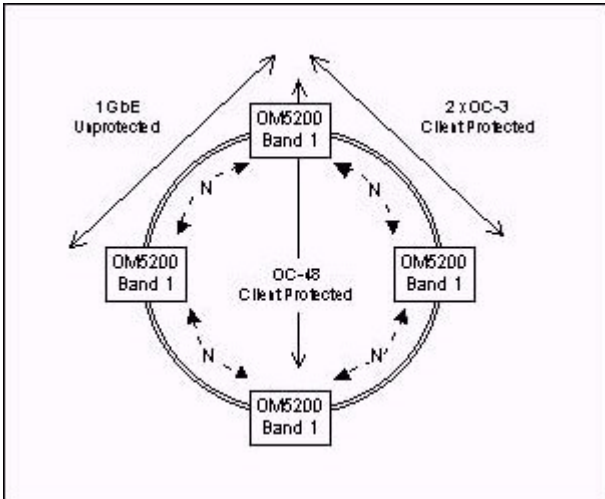 1 GbE
Unprotected
2 x OC-3
Client Protected
OM5200
Band 1
N
N
OM5200
Band 1
OC-48
Client Protected
OM5200
Band 1
N
N
OM5200
Band 1